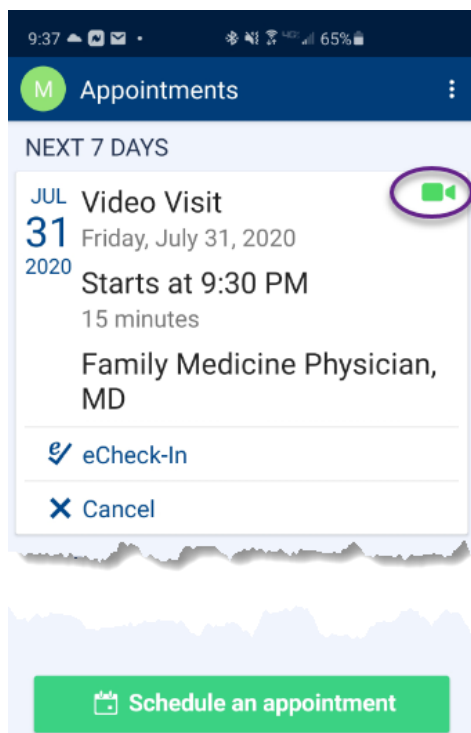 9:37 65%
M Appointments
NEXT 7 DAYS
JUL
31
2020
Video Visit
Friday, July 31, 2020
Starts at 9:30 PM
15 minutes
Family Medicine Physician,
MD
eCheck-In
Cancel
Schedule an appointment